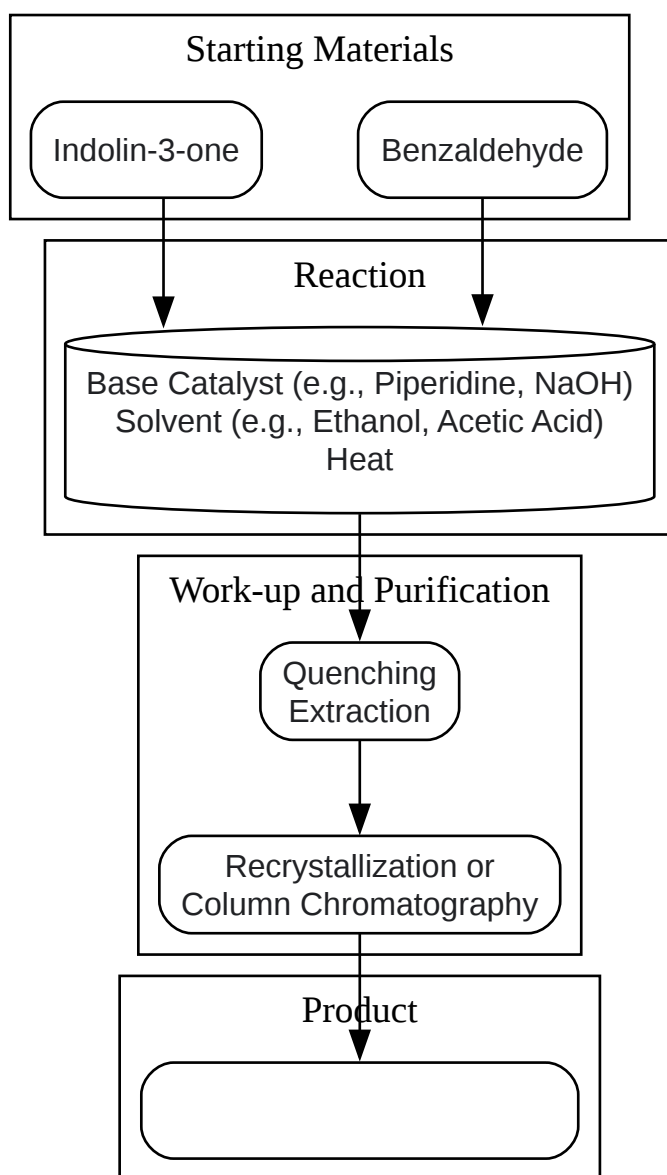 Starting Materials
Indolin-3-one
Benzaldehyde
Reaction
Base Catalyst (e.g., Piperidine, NaOH)
Solvent (e.g., Ethanol, Acetic Acid)
Heat
Work-up and Purification
Quenching
Extraction
Recrystallization or
Column Chromatography
Product